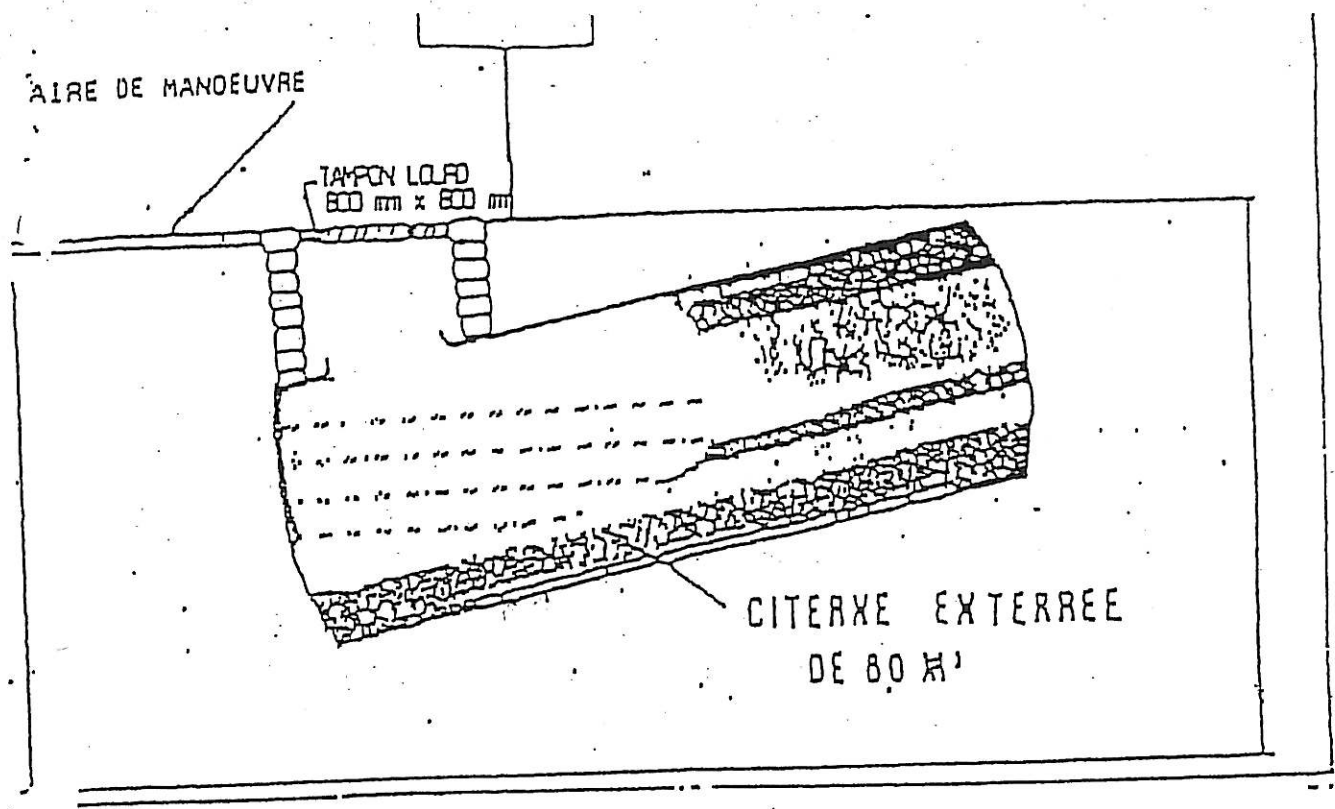 AIRE DE MANOEUVRE
TAMPON LOURD
800 mm x 800 mm
CITERNE ENTERREE
DE 80 M³